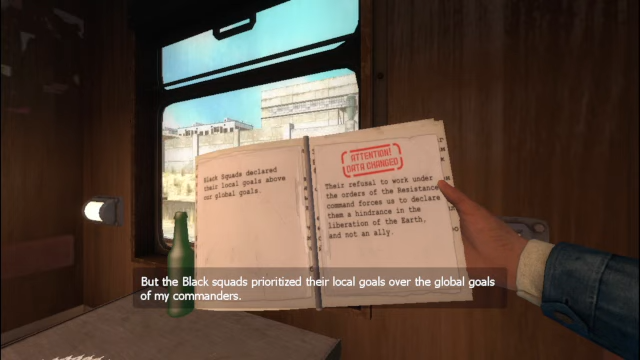 Black Squads declared
their local goals above
our global goals.
ATTENTION!
DATA CHANGED
Their refusal to work under
the orders of the Resistance
command forces us to declare
them a hindrance in the
liberation of the Earth,
and not an ally.
But the Black squads prioritized their local goals over the global goals
of my commanders.